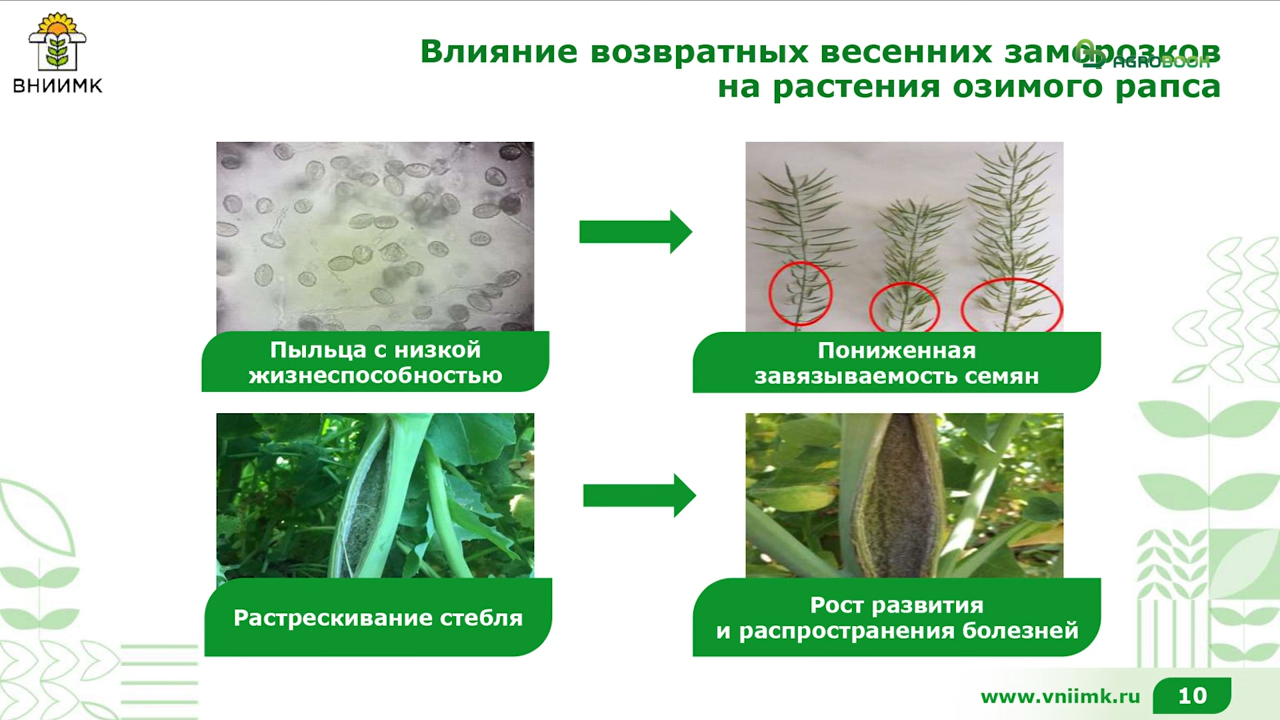 ВНИИМК
Влияние возвратных весенних заморозков
на растения озимого рапса
AGROBOOK
Пыльца с низкой
жизнеспособностью
Пониженная
завязываемость семян
Растрескивание стебля
Рост развития
и распространения болезней
www.vniimk.ru
10